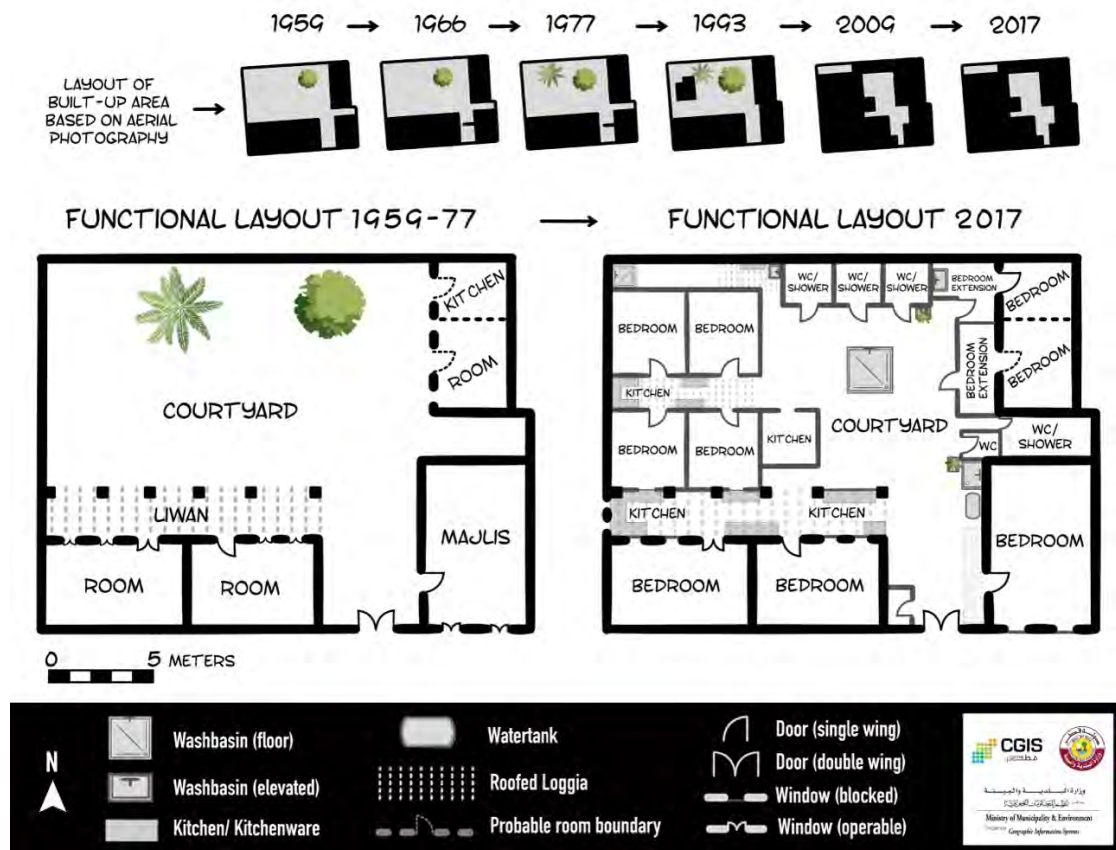 1959 → 1966 → 1977 → 1993 → 2009 → 2017
LAYOUT OF
BUILT-UP AREA
BASED ON AERIAL
PHOTOGRAPHY
FUNCTIONAL LAYOUT 1959-77
KITCHEN
ROOM
COURTYARD
LIWAN
MAJLIS
ROOM
ROOM
0 5 METERS
FUNCTIONAL LAYOUT 2017
WC/
SHOWER
WC/
SHOWER
WC/
SHOWER
BEDROOM
EXTENSION
BEDROOM
BEDROOM
BEDROOM
BEDROOM
BEDROOM
EXTENSION
KITCHEN
BEDROOM
BEDROOM
KITCHEN
COURTYARD
WC
WC/
SHOWER
KITCHEN
KITCHEN
BEDROOM
BEDROOM
BEDROOM
N
Washbasin (floor)
Washbasin (elevated)
Kitchen/ Kitchenware
Watertank
Roofed Loggia
Probable room boundary
Door (single wing)
Door (double wing)
Window (blocked)
Window (operable)
CGIS
وزارة البلدية والبيئة
Ministry of Municipality & Environment
Geographic Information Systems